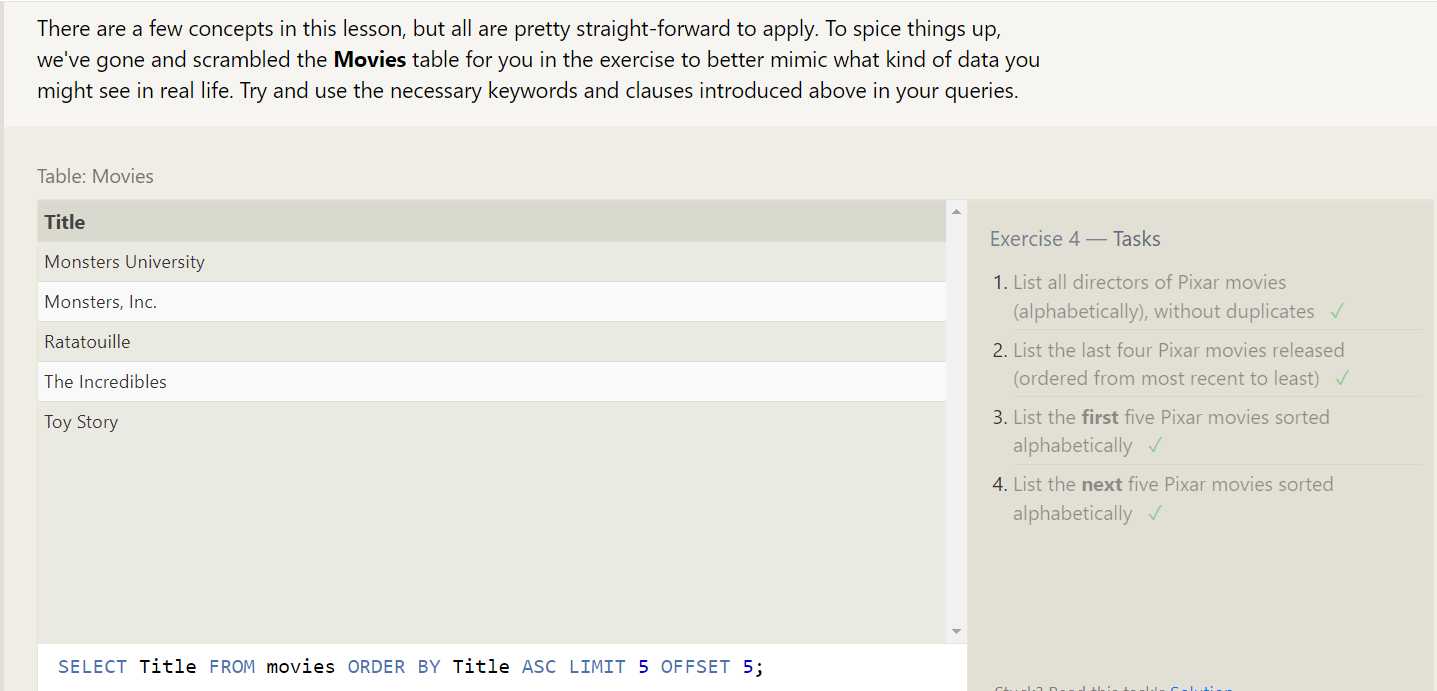 There are a few concepts in this lesson, but all are pretty straight-forward to apply. To spice things up,
we've gone and scrambled the Movies table for you in the exercise to better mimic what kind of data you
might see in real life. Try and use the necessary keywords and clauses introduced above in your queries.
Table: Movies
Title
Monsters University
Monsters, Inc.
Ratatouille
The Incredibles
Toy Story
SELECT Title FROM movies ORDER BY Title ASC LIMIT 5 OFFSET 5;
Exercise 4 — Tasks
1. List all directors of Pixar movies
(alphabetically), without duplicates ✓
2. List the last four Pixar movies released
(ordered from most recent to least) ✓
3. List the first five Pixar movies sorted
alphabetically ✓
4. List the next five Pixar movies sorted
alphabetically ✓
Stuck? Read this task's Solution